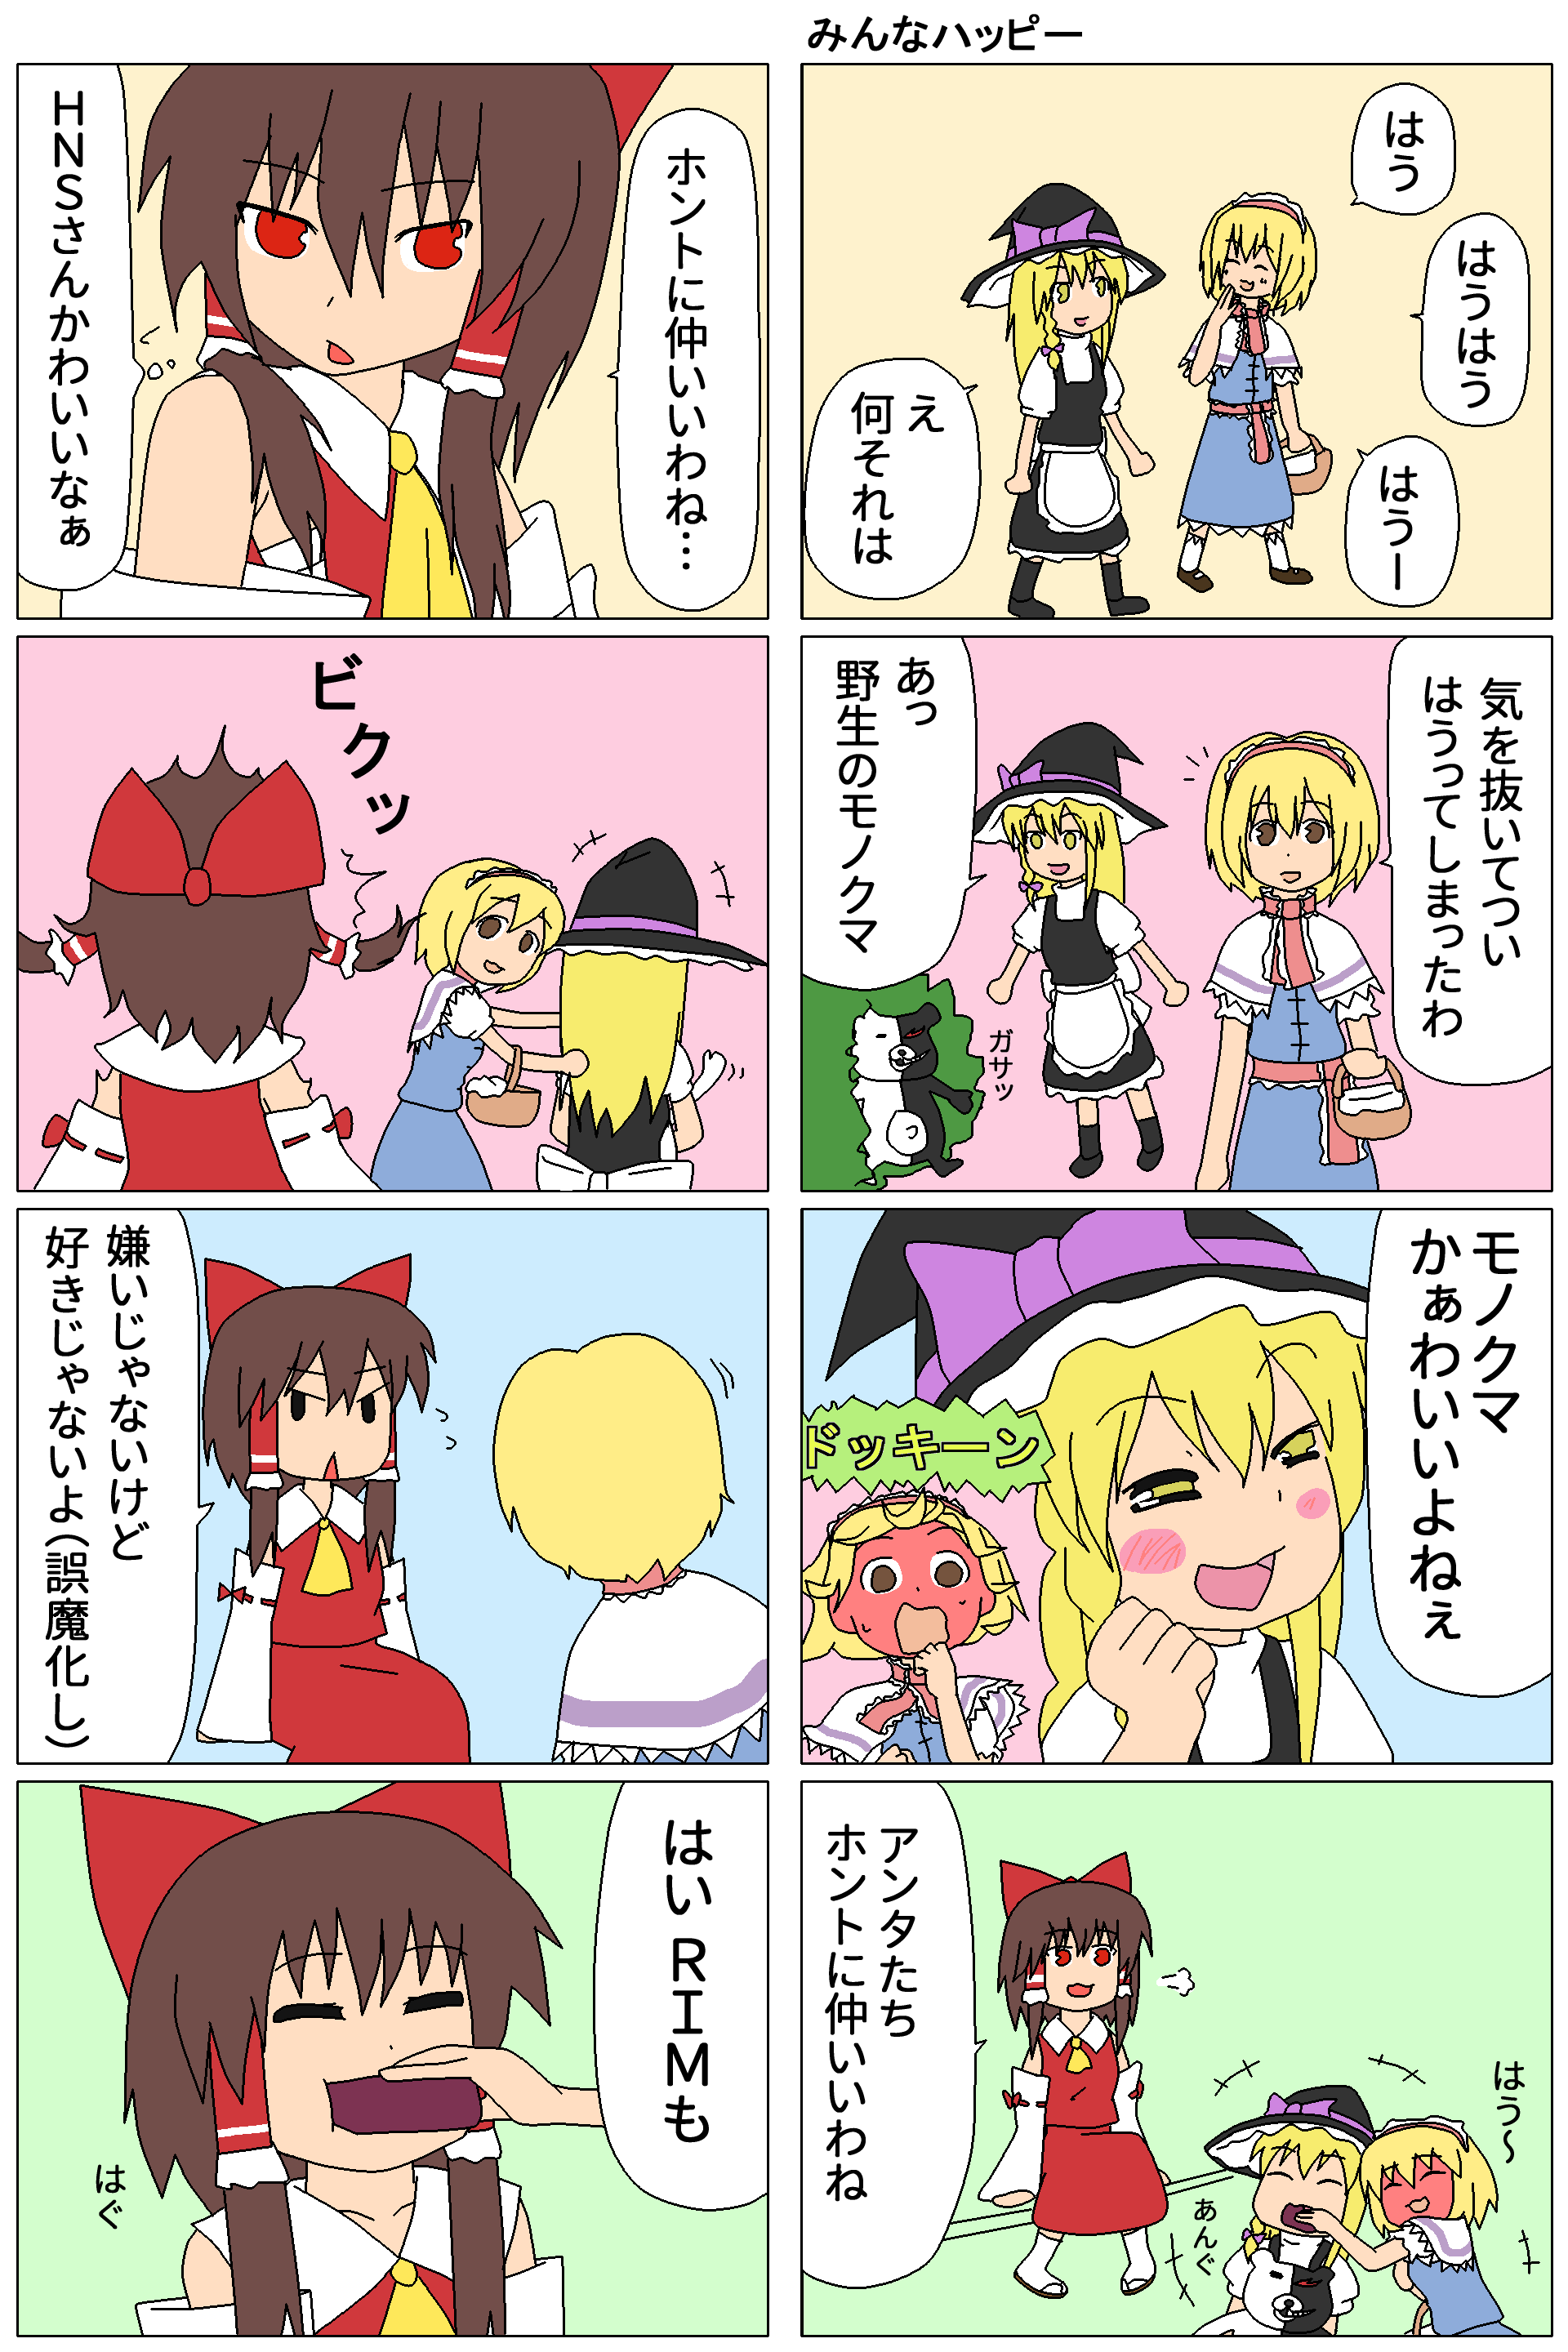 みんなハッピー
はう
はうはう
はうー
え
何それは
気を抜いてつい
はうってしまったわ
あっ
野生のモノクマ
ガサッ
モノクマ
かぁわいいよねぇ
ドッキーン
アンタたち
ホントに仲いいわね
はう～
あんぐ
ホントに仲いいわね…
HNSさんかわいいなぁ
ビクッ
嫌いじゃないけど
好きじゃないよ(誤魔化し)
はいRIMも
はぐ